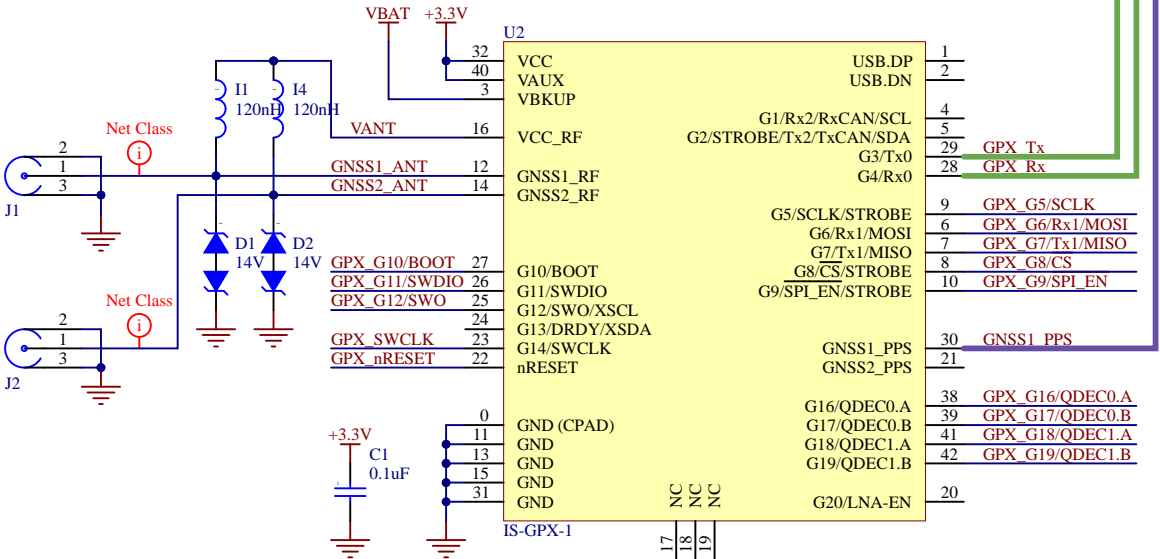 VBAT +3.3V
U2
32 VCC USB.DP 1
40 VAUX USB.DN 2
3 VBKUP
I1 I4
120nH 120nH
G1/Rx2/RxCAN/SCL 4
Net Class VANT 16 VCC_RF G2/STROBE/Tx2/TxCAN/SDA 5
i
G3/Tx0 29 GPX_Tx
2
1 GNSS1_ANT 12 GNSS1_RF G4/Rx0 28 GPX_Rx
3 GNSS2_ANT 14 GNSS2_RF
J1
G5/SCLK/STROBE 9 GPX_G5/SCLK
G6/Rx1/MOSI 6 GPX_G6/Rx1/MOSI
D1 D2
14V 14V
G7/Tx1/MISO 7 GPX_G7/Tx1/MISO
GPX_G10/BOOT 27 G10/BOOT G8/CS/STROBE 8 GPX_G8/CS
GPX_G11/SWDIO 26 G11/SWDIO G9/SPI_EN/STROBE 10 GPX_G9/SPI_EN
Net Class GPX_G12/SWO 25 G12/SWO/XSCL
i
24 G13/DRDY/XSDA
2
1 GPX_SWCLK 23 G14/SWCLK GNSS1_PPS 30 GNSS1_PPS
3 GPX_nRESET 22 nRESET GNSS2_PPS 21
J2
G16/QDEC0.A 38 GPX_G16/QDEC0.A
0 GND (CPAD) G17/QDEC0.B 39 GPX_G17/QDEC0.B
+3.3V 11 GND G18/QDEC1.A 41 GPX_G18/QDEC1.A
C1 13 GND G19/QDEC1.B 42 GPX_G19/QDEC1.B
0.1uF 15 GND
31 GND G20/LNA-EN 20
NC NC NC
IS-GPX-1
17 18 19